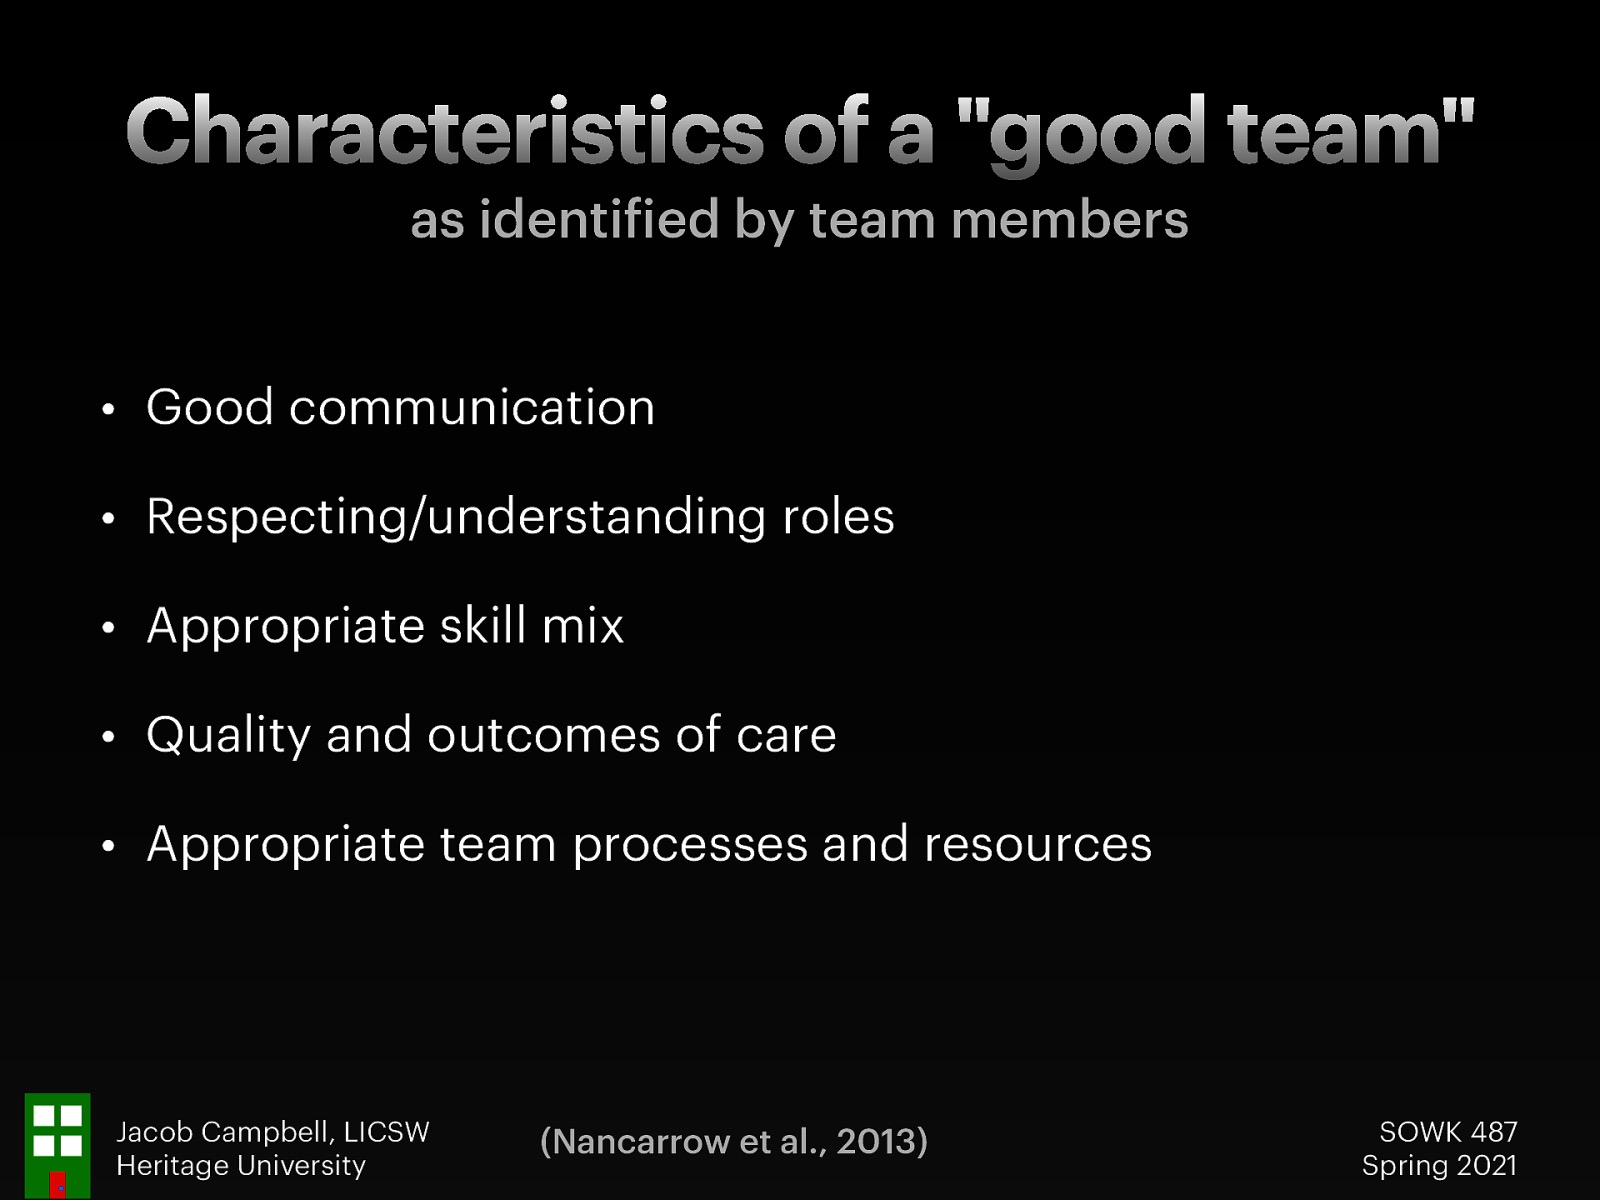 Characteristics of a "good team"
as identified by team members
• Good communication
• Respecting/understanding roles
• Appropriate skill mix
• Quality and outcomes of care
• Appropriate team processes and resources
Jacob Campbell, LICSW
Heritage University
(Nancarrow et al., 2013)
SOWK 487
Spring 2021